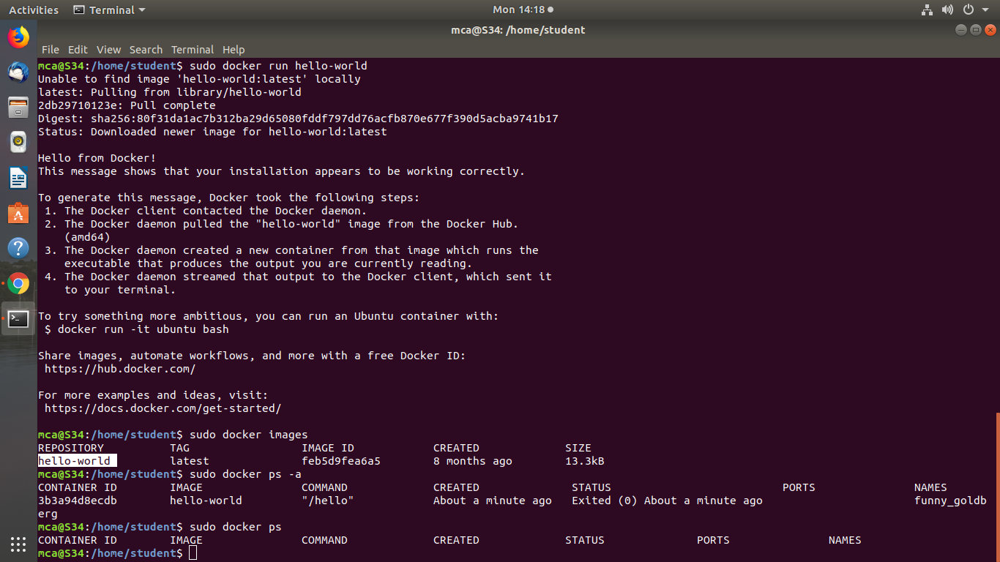 Activities Terminal Mon 14:18
mca@S34: /home/student
File Edit View Search Terminal Help
mca@S34:/home/student$ sudo docker run hello-world
Unable to find image 'hello-world:latest' locally
latest: Pulling from library/hello-world
2db29710123e: Pull complete
Digest: sha256:80f31da1ac7b312ba29d65080fddf797dd76acfb870e677f390d5acba9741b17
Status: Downloaded newer image for hello-world:latest
Hello from Docker!
This message shows that your installation appears to be working correctly.
To generate this message, Docker took the following steps:
1. The Docker client contacted the Docker daemon.
2. The Docker daemon pulled the "hello-world" image from the Docker Hub.
(amd64)
3. The Docker daemon created a new container from that image which runs the
executable that produces the output you are currently reading.
4. The Docker daemon streamed that output to the Docker client, which sent it
to your terminal.
To try something more ambitious, you can run an Ubuntu container with:
$ docker run -it ubuntu bash
Share images, automate workflows, and more with a free Docker ID:
https://hub.docker.com/
For more examples and ideas, visit:
https://docs.docker.com/get-started/
mca@S34:/home/student$ sudo docker images
REPOSITORY TAG IMAGE ID CREATED SIZE
hello-world latest feb5d9fea6a5 8 months ago 13.3kB
mca@S34:/home/student$ sudo docker ps -a
CONTAINER ID IMAGE COMMAND CREATED STATUS PORTS NAMES
3b3a94d8ecdb hello-world "/hello" About a minute ago Exited (0) About a minute ago funny_goldb
erg
mca@S34:/home/student$ sudo docker ps
CONTAINER ID IMAGE COMMAND CREATED STATUS PORTS NAMES
mca@S34:/home/student$